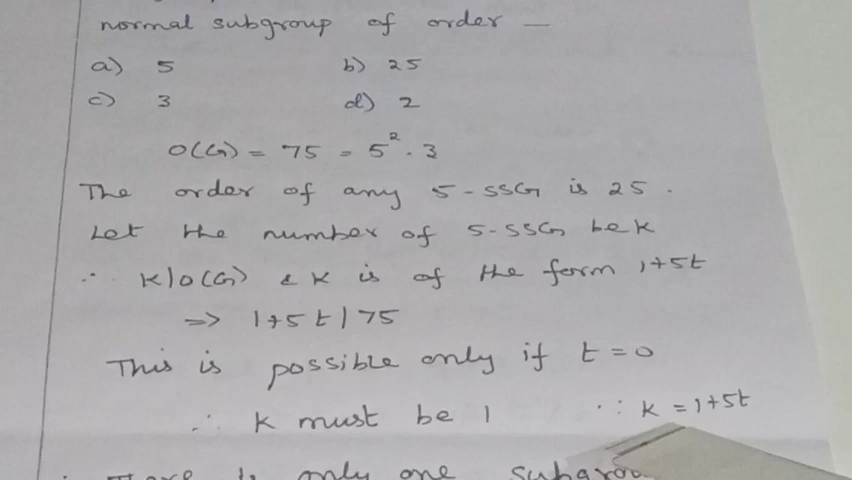 normal subgroup of order —
a) 5 b) 25
c) 3 d) 2
O(G) = 75 = 5². 3
The order of any 5-SSG is 25.
Let the number of 5-SSG be K
∴ K|O(G) & K is of the form 1+5t
=> 1+5t|75
This is possible only if t=0
∴ K must be 1 ∵ K = 1+5t
only one